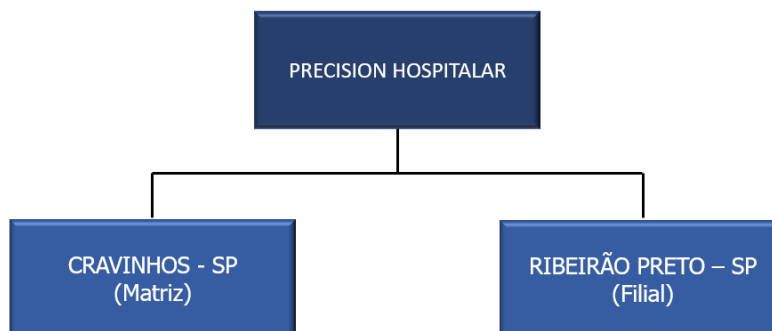 PRECISION HOSPITALAR
CRAVINHOS - SP
(Matriz)
RIBEIRÃO PRETO – SP
(Filial)